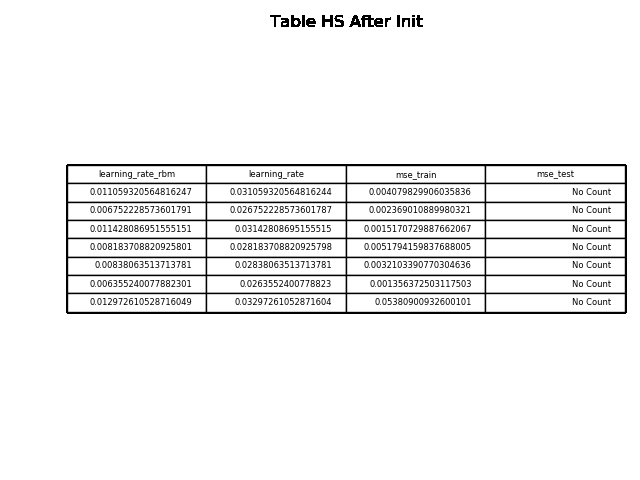 Table HS After Init
learning_rate_rbm learning_rate mse_train mse_test
0.011059320564816247 0.031059320564816244 0.004079829906035836 No Count
0.006752228573601791 0.026752228573601787 0.002369010889980321 No Count
0.011428086951555151 0.03142808695155515 0.0015170729887662067 No Count
0.008183708820925801 0.028183708820925798 0.0051794159837688005 No Count
0.00838063513713781 0.02838063513713781 0.0032103390770304636 No Count
0.006355240077882301 0.0263552400778823 0.001356372503117503 No Count
0.012972610528716049 0.03297261052871604 0.05380900932600101 No Count